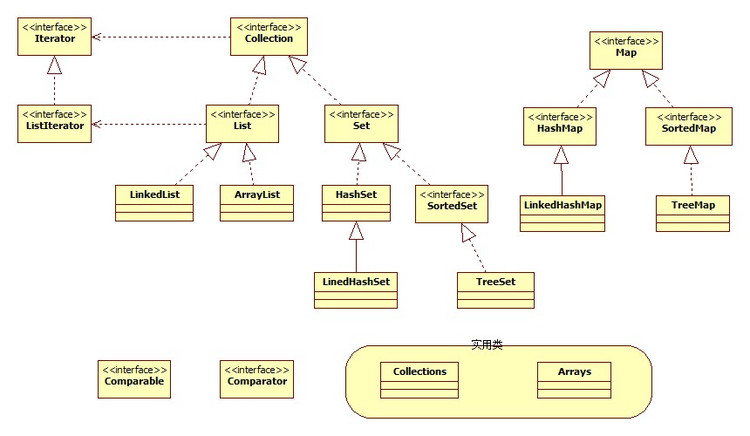 <<interface>>
Iterator
<<interface>>
Collection
<<interface>>
Map
<<interface>>
ListIterator
<<interface>>
List
<<interface>>
Set
<<interface>>
HashMap
<<interface>>
SortedMap
LinkedList
ArrayList
HashSet
<<interface>>
SortedSet
LinkedHashMap
TreeMap
LinedHashSet
TreeSet
实用类
<<interface>>
Comparable
<<interface>>
Comparator
Collections
Arrays